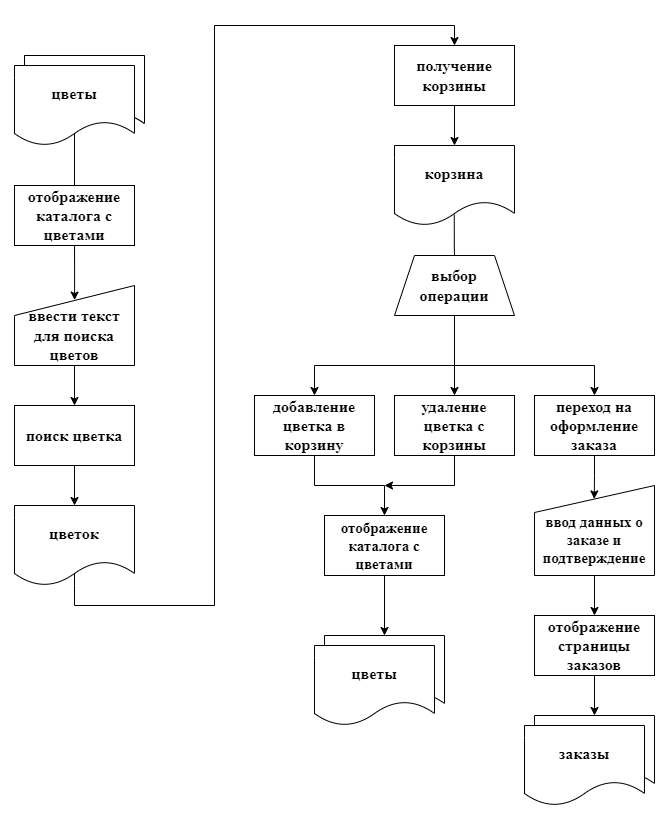 цветы
отображение
каталога с
цветами
ввести текст
для поиска
цветов
поиск цветка
цветок
получение
корзины
корзина
выбор
операции
добавление
цветка в
корзину
удаление
цветка с
корзины
переход на
оформление
заказа
отображение
каталога с
цветами
цветы
ввод данных о
заказе и
подтверждение
отображение
страницы
заказов
заказы